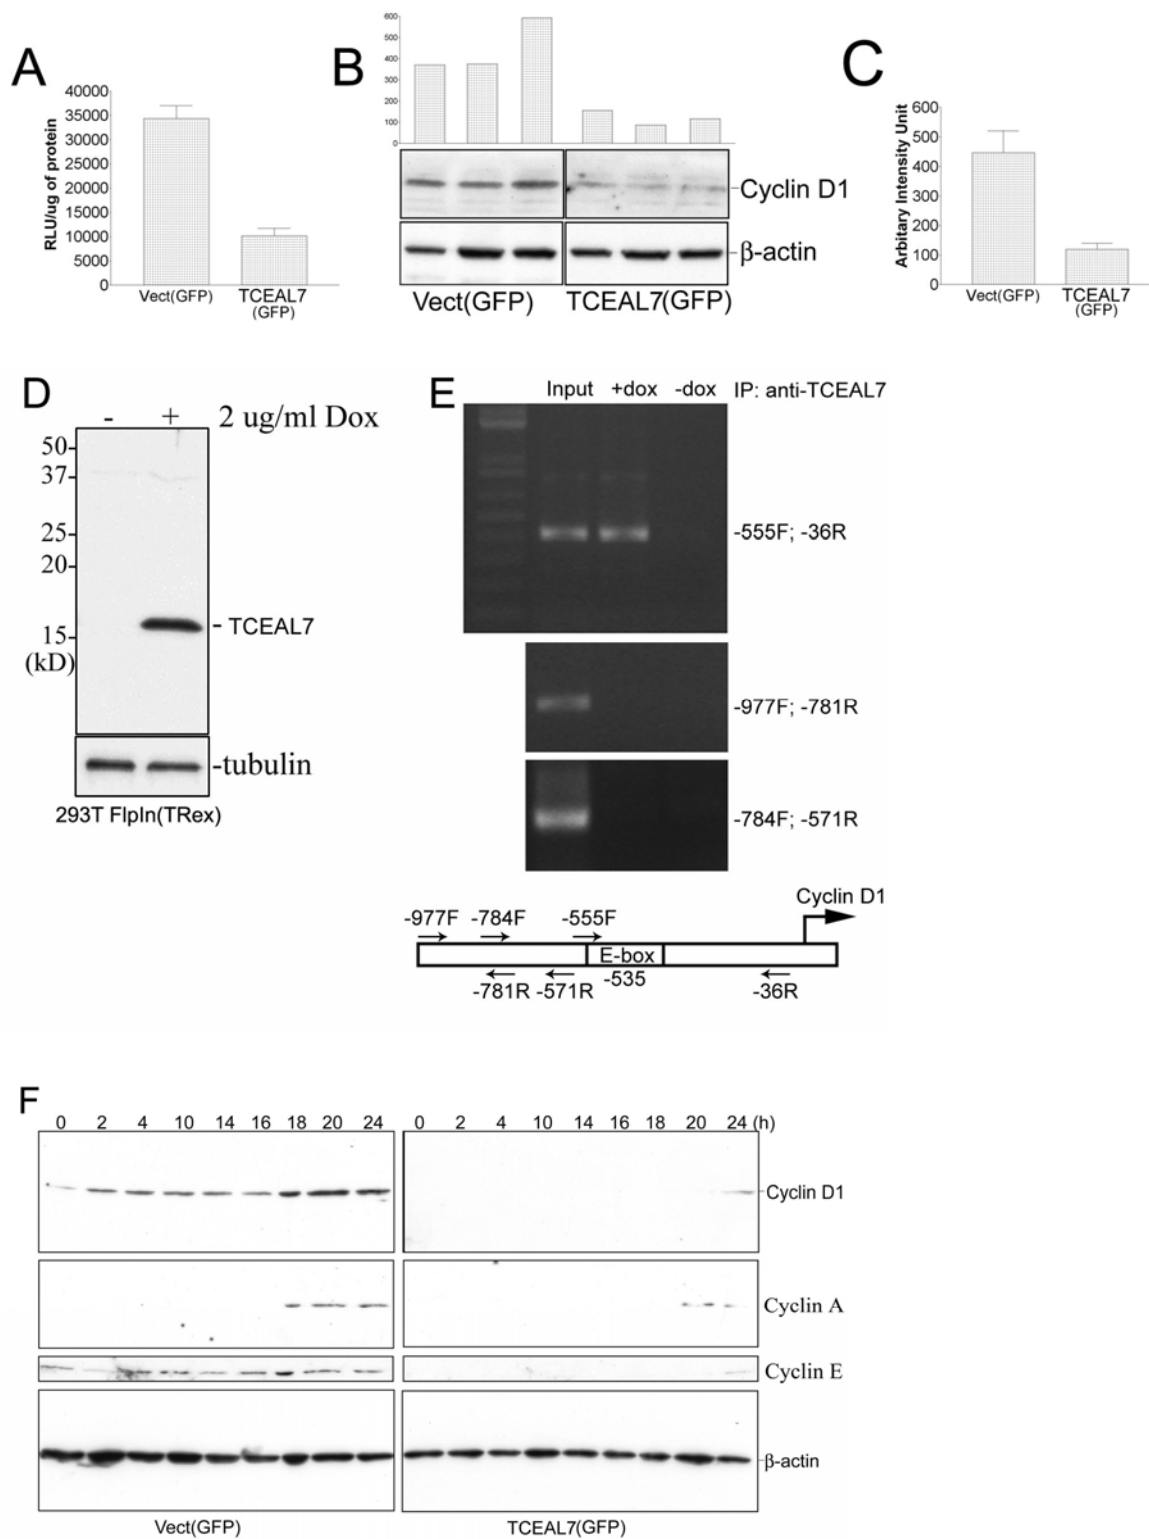 A
RLU/ug of protein
40000
35000
30000
25000
20000
15000
10000
5000
0
Vect(GFP)
TCEAL7
(GFP)
B
600
500
400
300
200
100
0
Cyclin D1
β-actin
Vect(GFP)
TCEAL7(GFP)
C
Arbitary Intensity Unit
600
500
400
300
200
100
0
Vect(GFP)
TCEAL7
(GFP)
D
- + 2 ug/ml Dox
50
37
25
20
15
(kD)
- TCEAL7
-tubulin
293T FlpIn(TRex)
E
Input +dox -dox IP: anti-TCEAL7
-555F; -36R
-977F; -781R
-784F; -571R
Cyclin D1
-977F -784F -555F
E-box
-535
-781R -571R -36R
F
0 2 4 10 14 16 18 20 24
0 2 4 10 14 16 18 20 24 (h)
Cyclin D1
Cyclin A
Cyclin E
β-actin
Vect(GFP)
TCEAL7(GFP)